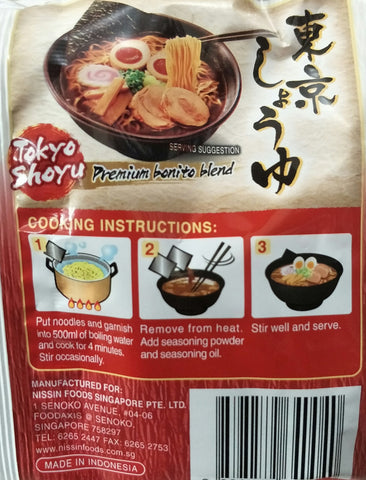 東京
しょうゆ
SERVING SUGGESTION
Tokyo
Shoyu
Premium bonito blend
COOKING INSTRUCTIONS:
1
Put noodles and garnish
into 500ml of boiling water
and cook for 4 minutes.
Stir occasionally.
2
Remove from heat.
Add seasoning powder
and seasoning oil.
3
Stir well and serve.
MANUFACTURED FOR:
NISSIN FOODS SINGAPORE PTE. LTD.
1 SENOKO AVENUE, #04-06
FOODAXIS @ SENOKO,
SINGAPORE 758297
TEL: 6265 2447 FAX: 6265 2753
www.nissinfoods.com.sg
MADE IN INDONESIA